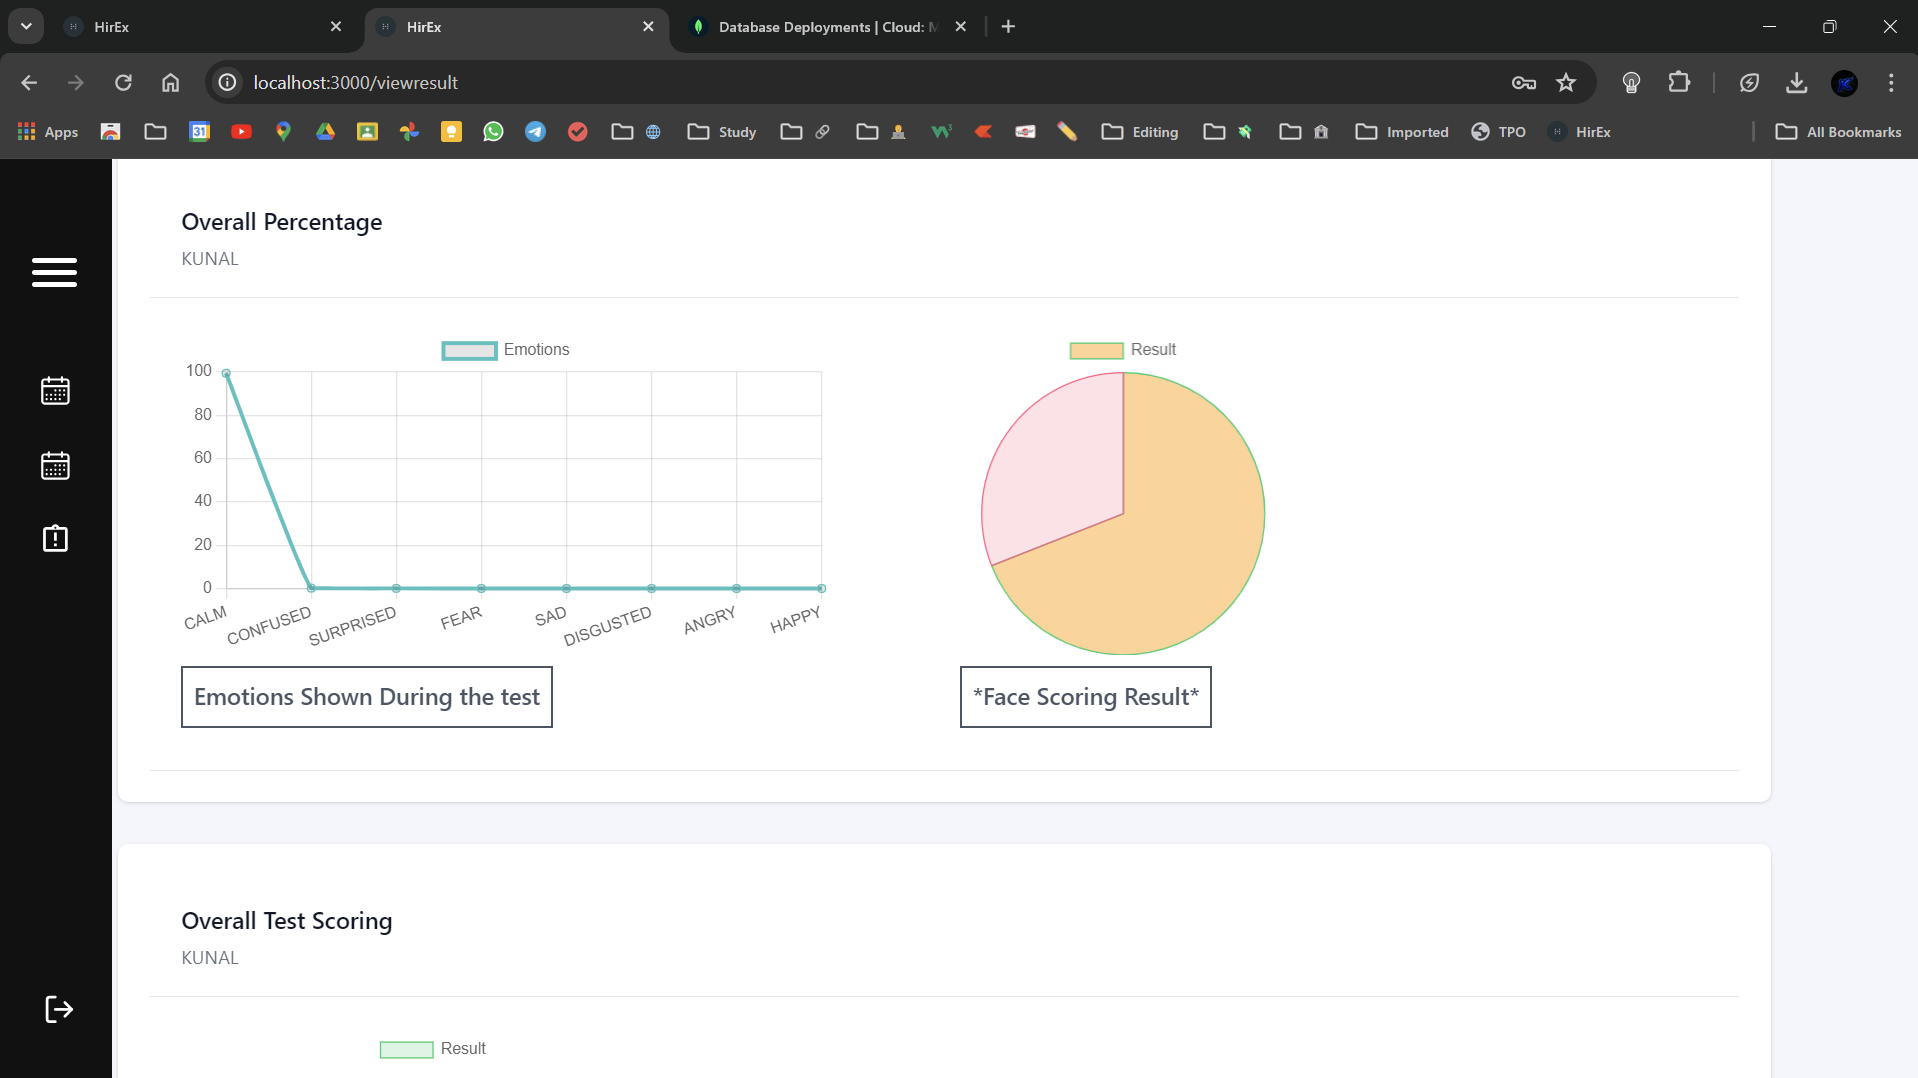 HirEx
HirEx
Database Deployments | Cloud: M
localhost:3000/viewresult
Apps
31
Study
Editing
Imported
TPO
HirEx
All Bookmarks
Overall Percentage
KUNAL
Emotions
100
80
60
40
20
0
CALM
CONFUSED
SURPRISED
FEAR
SAD
DISGUSTED
ANGRY
HAPPY
Result
Emotions Shown During the test
*Face Scoring Result*
Overall Test Scoring
KUNAL
Result